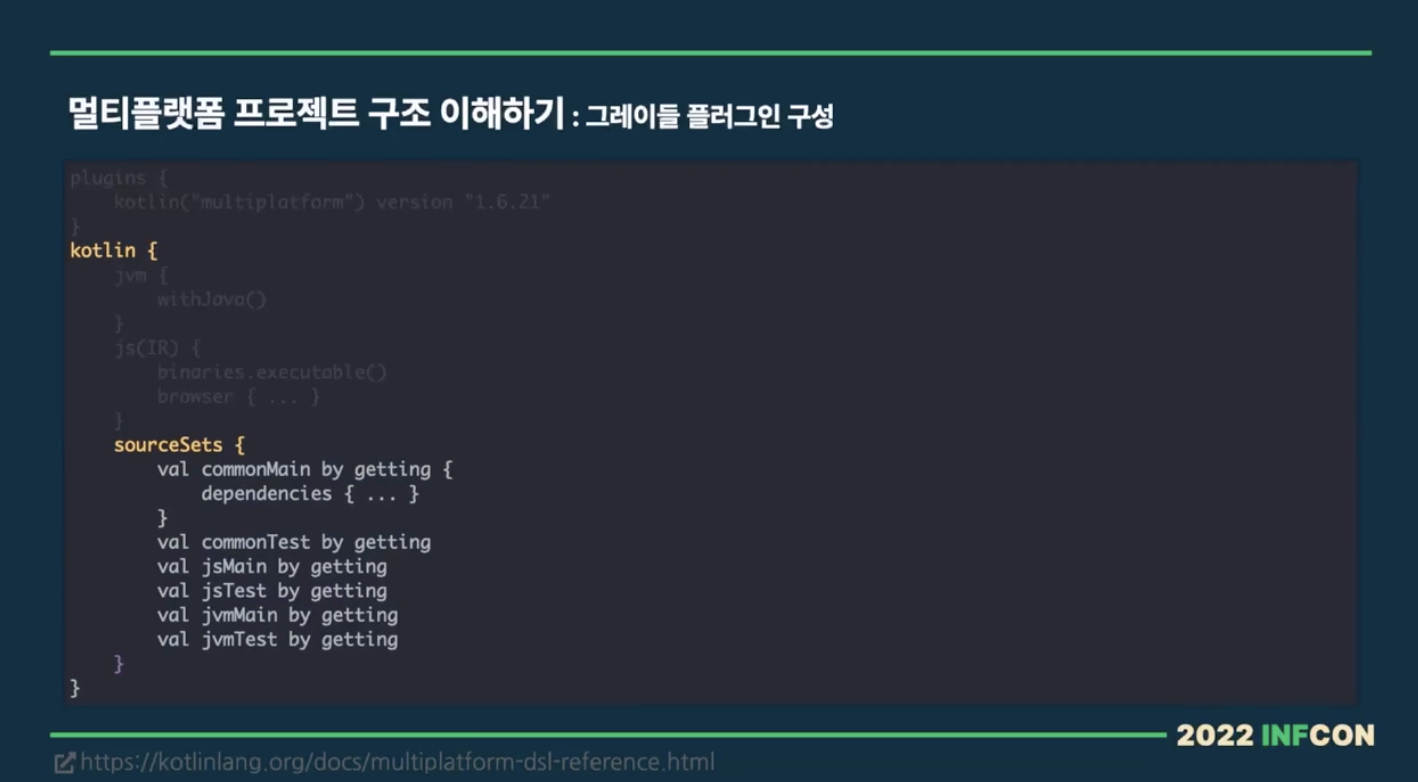 멀티플랫폼 프로젝트 구조 이해하기 : 그레이들 플러그인 구성
plugins {
    kotlin("multiplatform") version "1.6.21"
}
kotlin {
    jvm {
        withJava()
    }
    js(IR) {
        binaries.executable()
        browser { ... }
    }
    sourceSets {
        val commonMain by getting {
            dependencies { ... }
        }
        val commonTest by getting
        val jsMain by getting
        val jsTest by getting
        val jvmMain by getting
        val jvmTest by getting
    }
}
2022 INFCON
https://kotlinlang.org/docs/multiplatform-dsl-reference.html